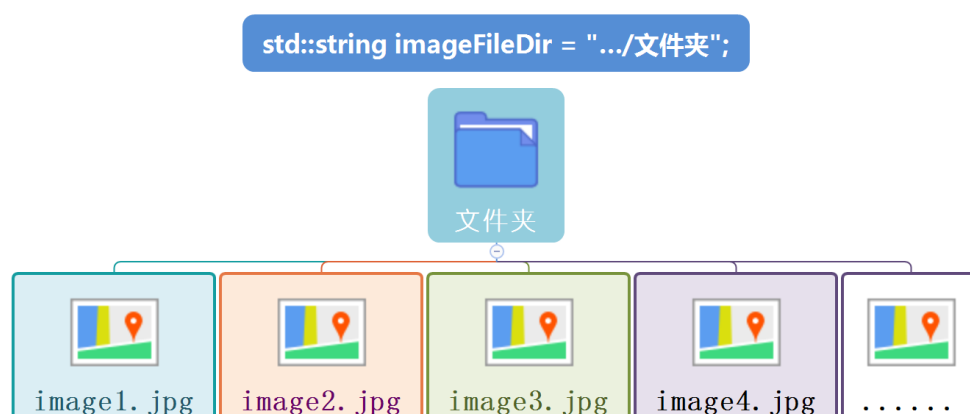 std::string imageFileDir = ".../文件夹";
文件夹
image1.jpg image2.jpg image3.jpg image4.jpg ......